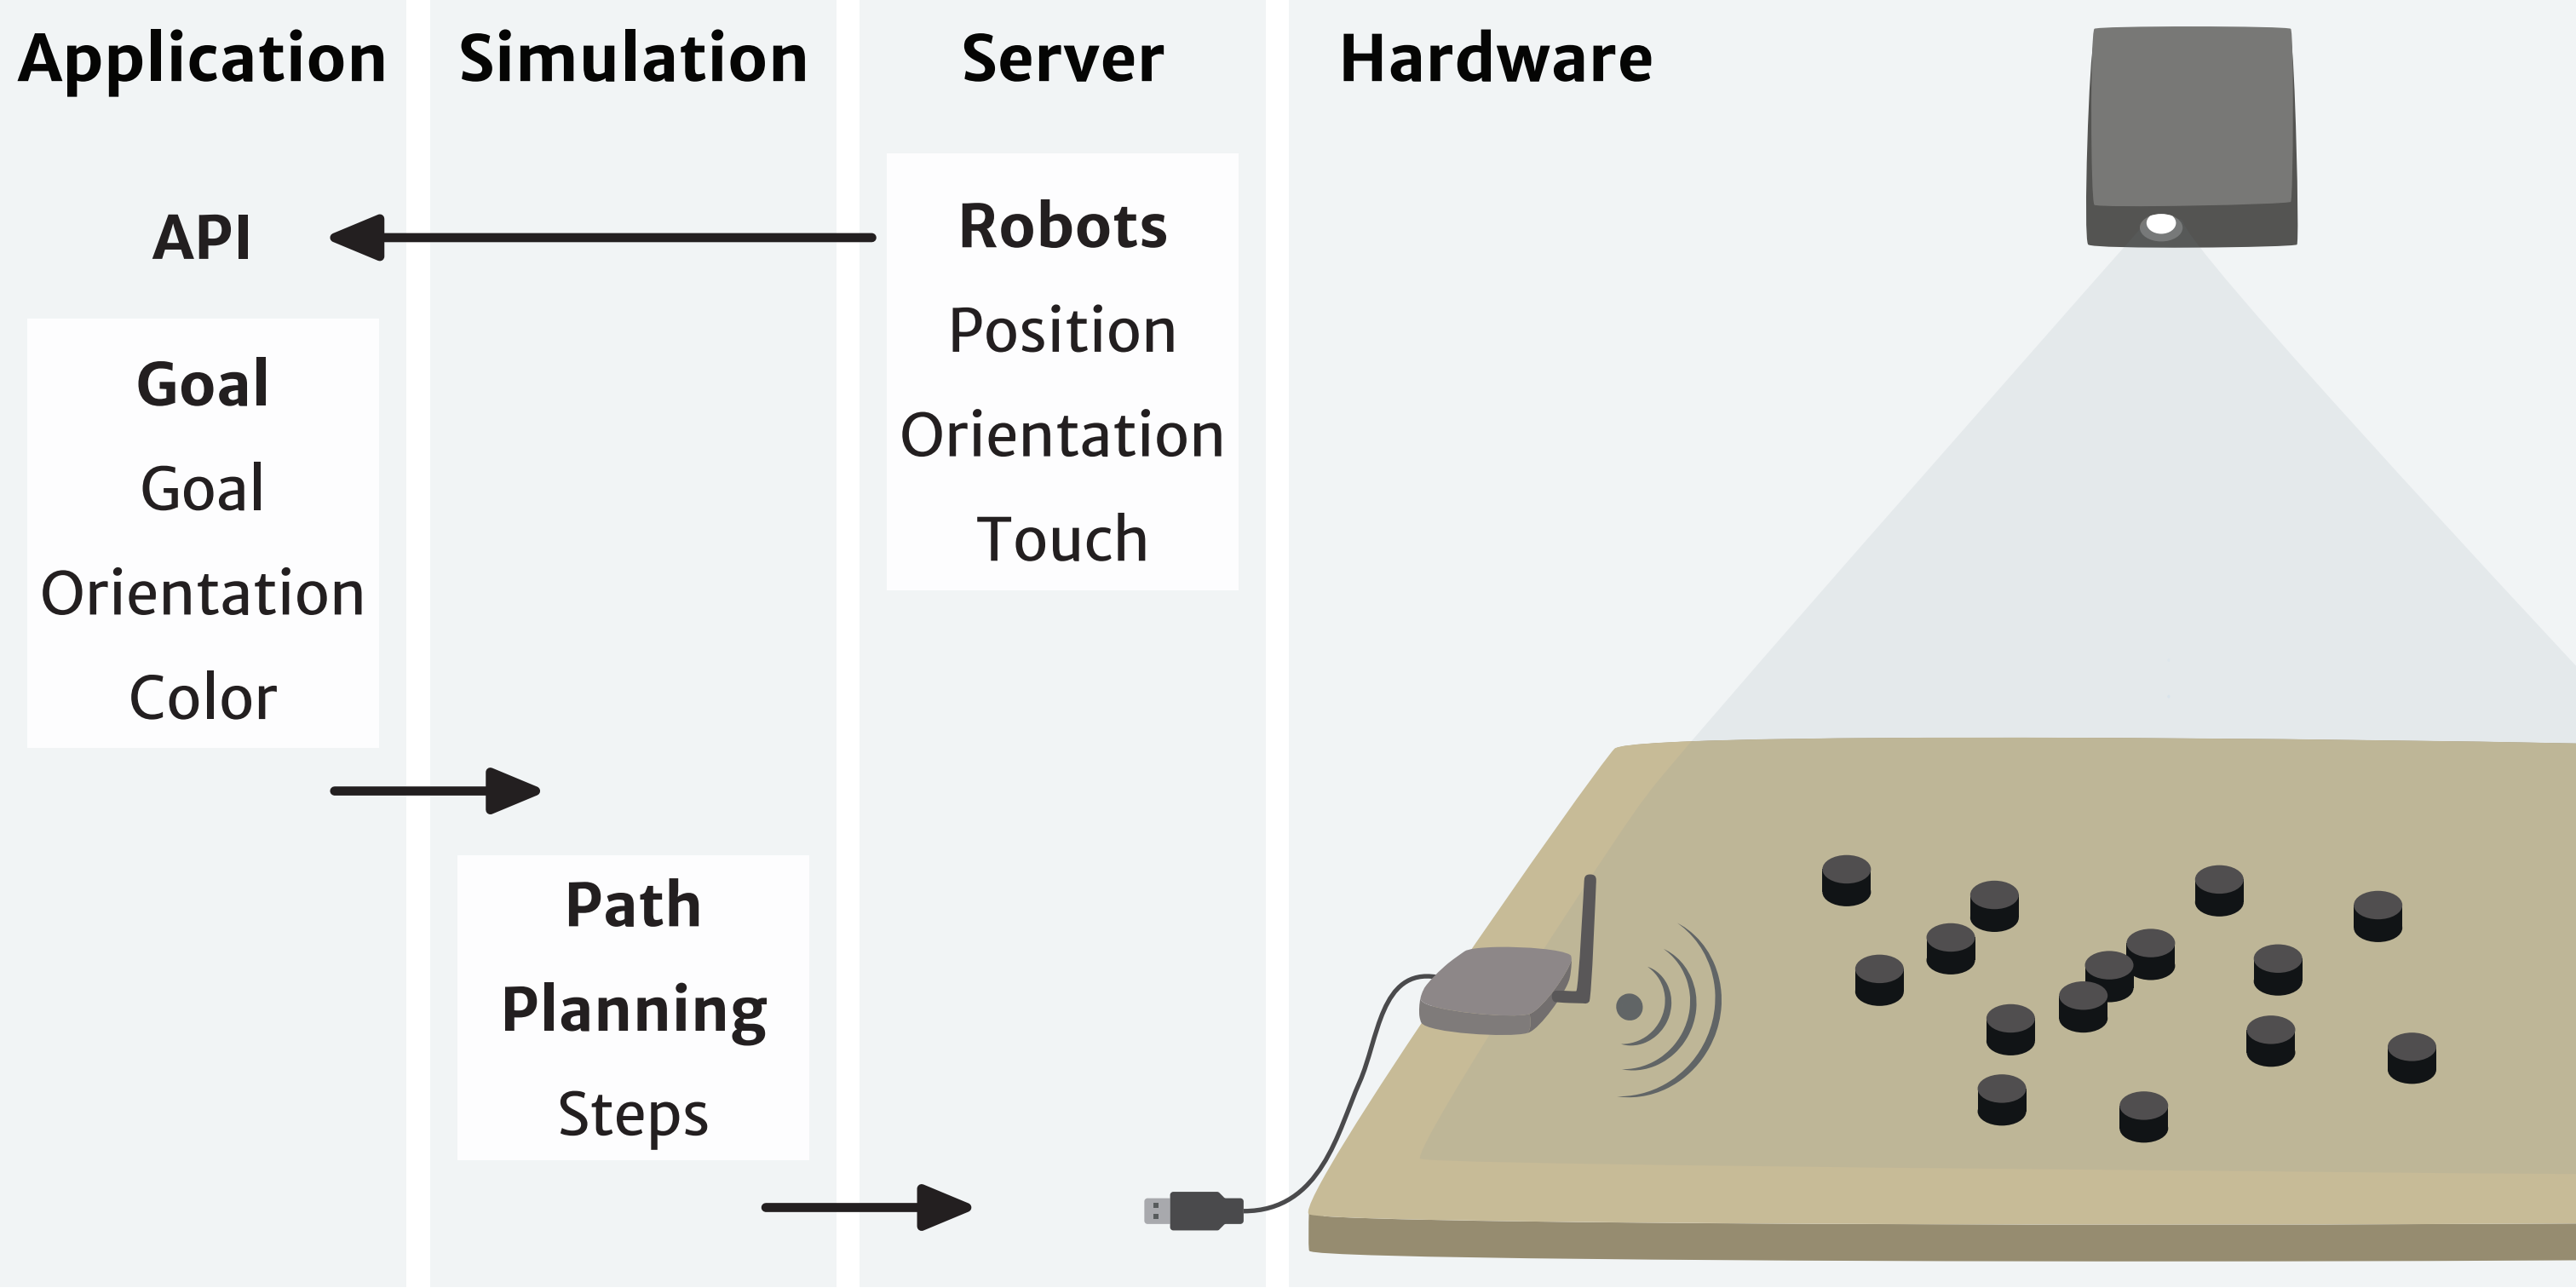 Application
API
Goal
Goal
Orientation
Color
Simulation
Path
Planning
Steps
Server
Robots
Position
Orientation
Touch
Hardware